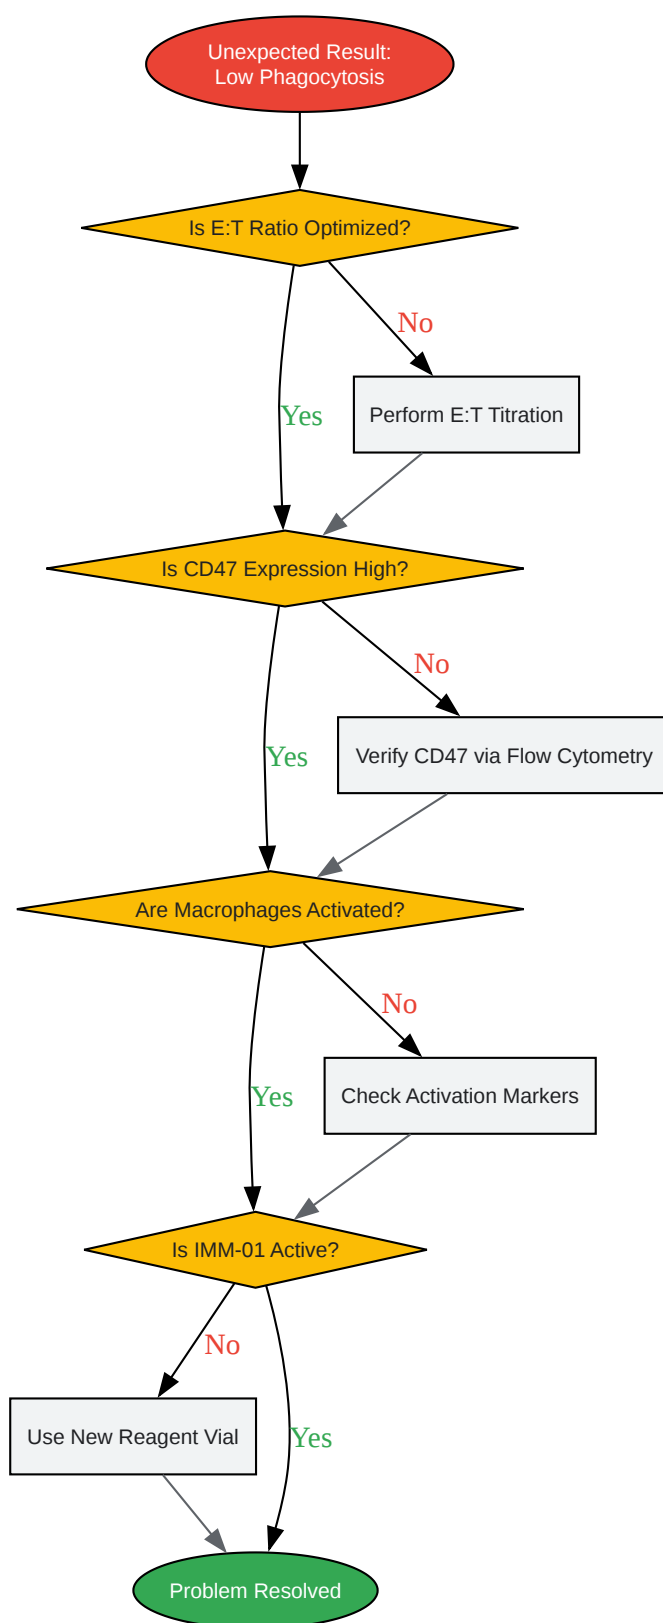 Unexpected Result:
Low Phagocytosis
Is E:T Ratio Optimized?
No
Yes
Perform E:T Titration
Is CD47 Expression High?
No
Yes
Verify CD47 via Flow Cytometry
Are Macrophages Activated?
No
Yes
Check Activation Markers
Is IMM-01 Active?
No
Use New Reagent Vial
Yes
Problem Resolved